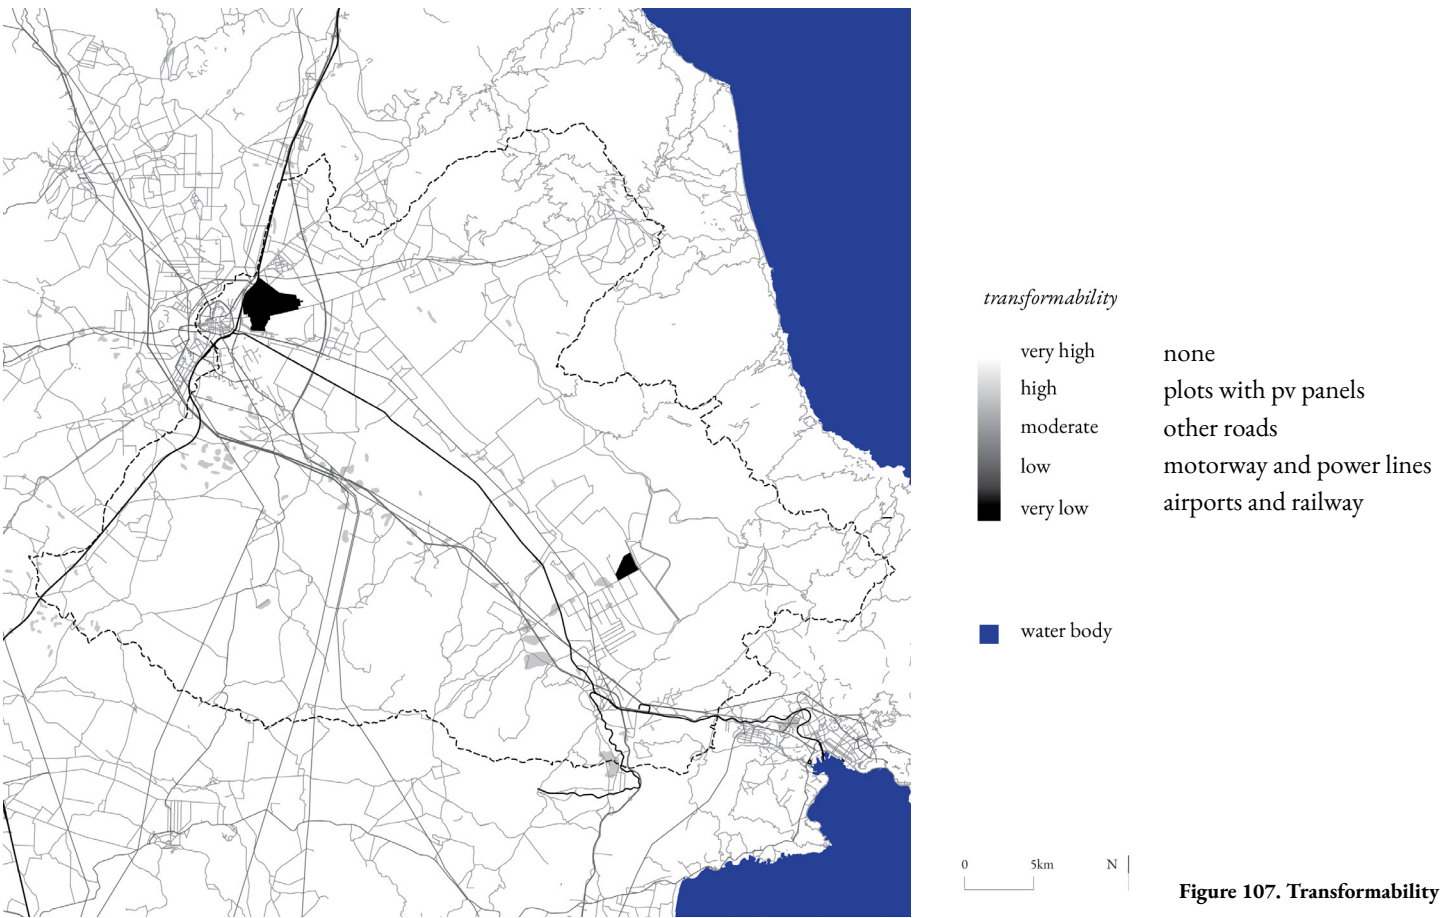 transformability
very high none
high plots with pv panels
moderate other roads
low motorway and power lines
very low airports and railway
water body
0 5km N
Figure 107. Transformability